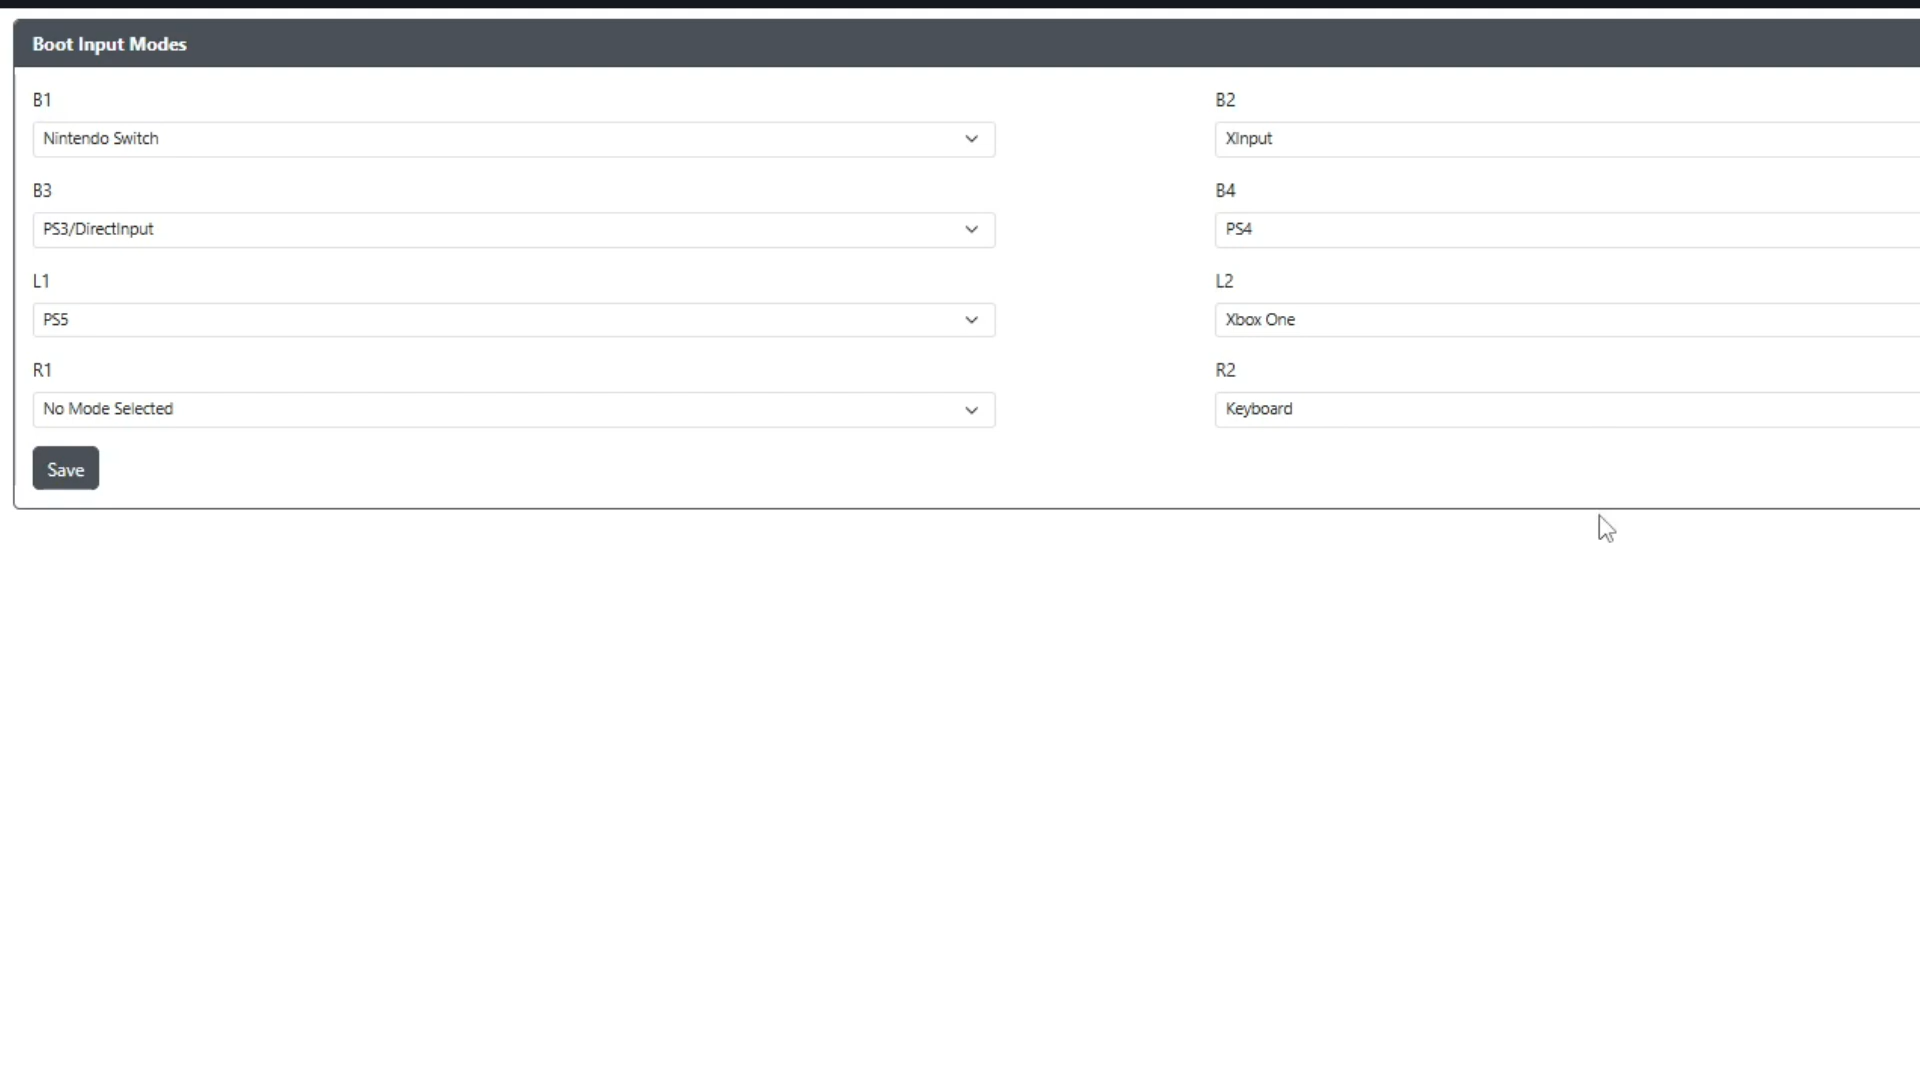 Boot Input Modes
B1
B2
Nintendo Switch
XInput
B3
B4
PS3/DirectInput
PS4
L1
L2
PS5
Xbox One
R1
R2
No Mode Selected
Keyboard
Save